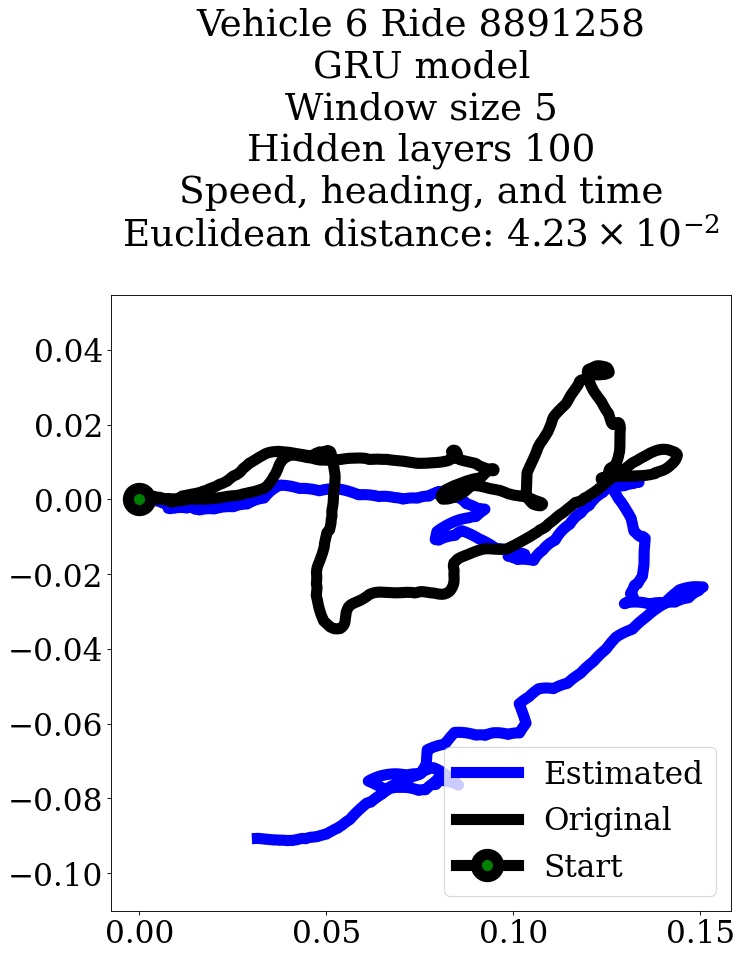 Vehicle 6 Ride 8891258
GRU model
Window size 5
Hidden layers 100
Speed, heading, and time
Euclidean distance: 4.23 × 10⁻²
0.04
0.02
0.00
−0.02
−0.04
−0.06
−0.08
−0.10
Estimated
Original
Start
0.00 0.05 0.10 0.15